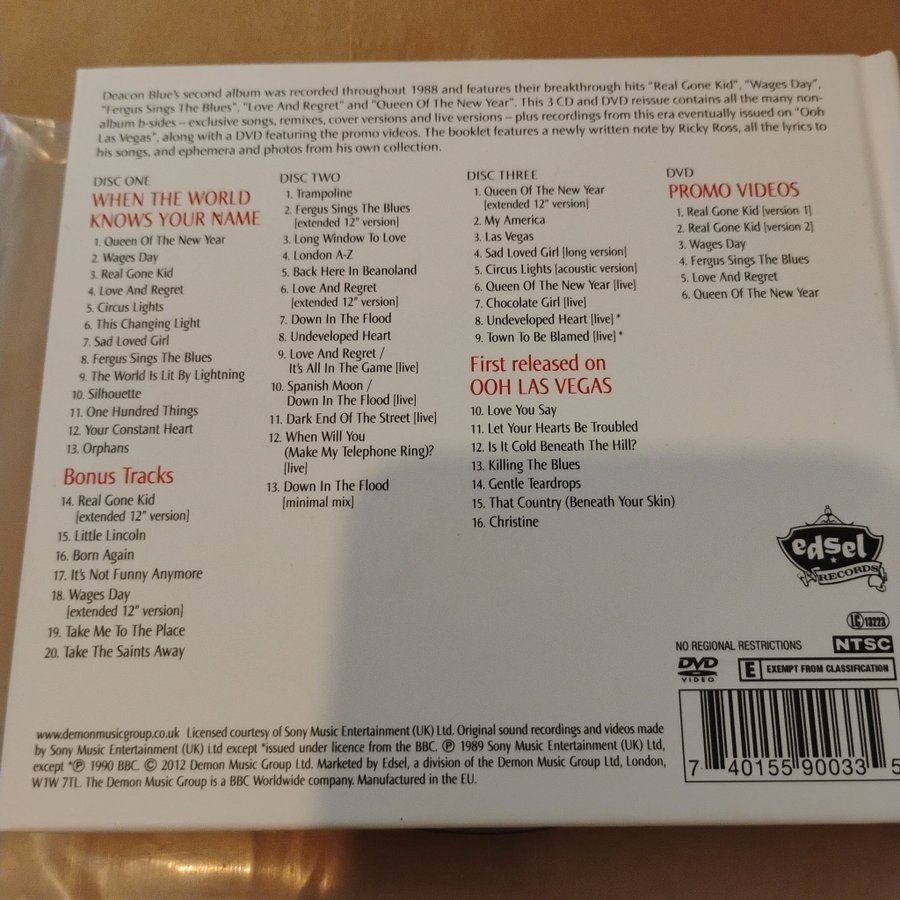 Deacon Blue's second album was recorded throughout 1988 and features their breakthrough hits "Real Gone Kid", "Wages Day",
"Fergus Sings The Blues", "Love And Regret" and "Queen Of The New Year". This 3 CD and DVD reissue contains all the many non-
album b-sides – exclusive songs, remixes, cover versions and live versions – plus recordings from this era eventually issued on "Ooh
Las Vegas", along with a DVD featuring the promo videos. The booklet features a newly written note by Ricky Ross, all the lyrics to
his songs, and ephemera and photos from his own collection.
DISC ONE
WHEN THE WORLD
KNOWS YOUR NAME
1. Queen Of The New Year
2. Wages Day
3. Real Gone Kid
4. Love And Regret
5. Circus Lights
6. This Changing Light
7. Sad Loved Girl
8. Fergus Sings The Blues
9. The World Is Lit By Lightning
10. Silhouette
11. One Hundred Things
12. Your Constant Heart
13. Orphans
Bonus Tracks
14. Real Gone Kid
[extended 12" version]
15. Little Lincoln
16. Born Again
17. It's Not Funny Anymore
18. Wages Day
[extended 12" version]
19. Take Me To The Place
20. Take The Saints Away
DISC TWO
1. Trampoline
2. Fergus Sings The Blues
[extended 12" version]
3. Long Window To Love
4. London A-Z
5. Back Here In Beanoland
6. Love And Regret
[extended 12" version]
7. Down In The Flood
8. Undeveloped Heart
9. Love And Regret /
It's All In The Game [live]
10. Spanish Moon /
Down In The Flood [live]
11. Dark End Of The Street [live]
12. When Will You
(Make My Telephone Ring)?
[live]
13. Down In The Flood
[minimal mix]
DISC THREE
1. Queen Of The New Year
[extended 12" version]
2. My America
3. Las Vegas
4. Sad Loved Girl [long version]
5. Circus Lights [acoustic version]
6. Queen Of The New Year [live]
7. Chocolate Girl [live]
8. Undeveloped Heart [live] *
9. Town To Be Blamed [live] *
First released on
OOH LAS VEGAS
10. Love You Say
11. Let Your Hearts Be Troubled
12. Is It Cold Beneath The Hill?
13. Killing The Blues
14. Gentle Teardrops
15. That Country (Beneath Your Skin)
16. Christine
DVD
PROMO VIDEOS
1. Real Gone Kid [version 1]
2. Real Gone Kid [version 2]
3. Wages Day
4. Fergus Sings The Blues
5. Love And Regret
6. Queen Of The New Year
edsel
RECORDS
LC 13223
NO REGIONAL RESTRICTIONS NTSC
DVD VIDEO E EXEMPT FROM CLASSIFICATION
7 40155 90033 5
www.demonmusicgroup.co.uk Licensed courtesy of Sony Music Entertainment (UK) Ltd. Original sound recordings and videos made
by Sony Music Entertainment (UK) Ltd except *issued under licence from the BBC. ℗ 1989 Sony Music Entertainment (UK) Ltd,
except *℗ 1990 BBC. © 2012 Demon Music Group Ltd. Marketed by Edsel, a division of the Demon Music Group Ltd, London,
W1W 7TL. The Demon Music Group is a BBC Worldwide company. Manufactured in the EU.